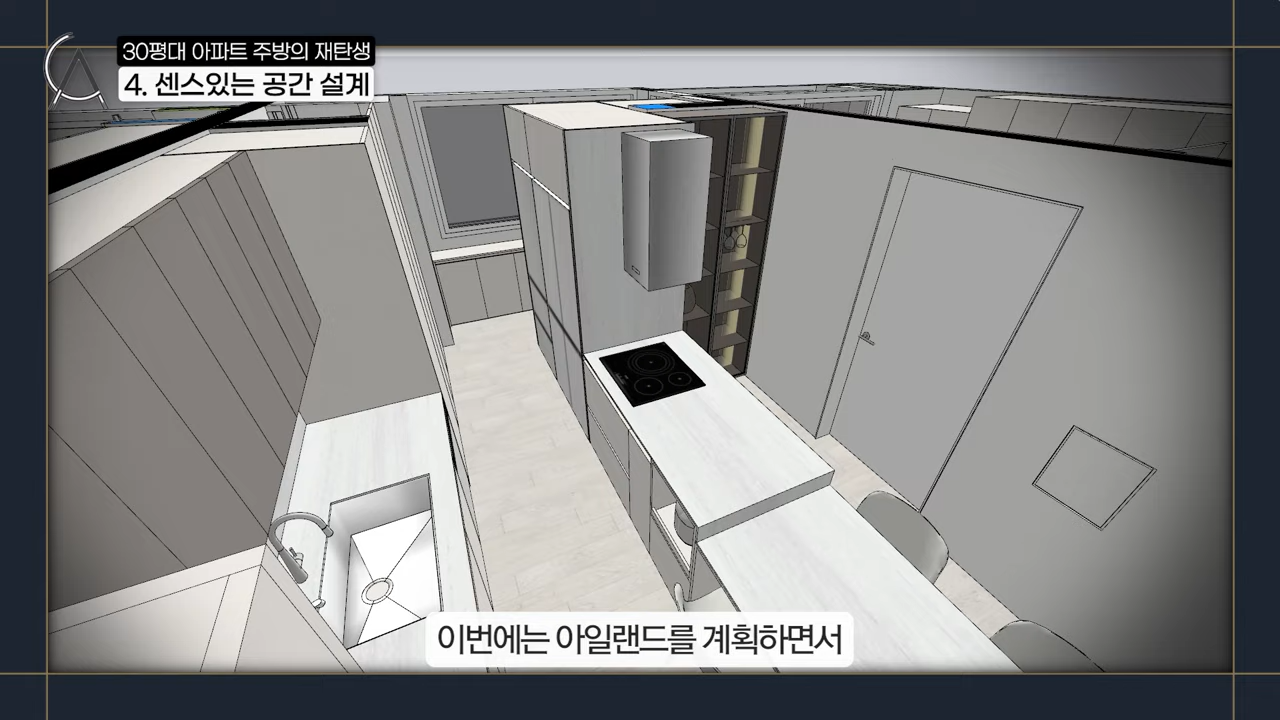 30평대 아파트 주방의 재탄생
4. 센스있는 공간 설계
이번에는 아일랜드를 계획하면서